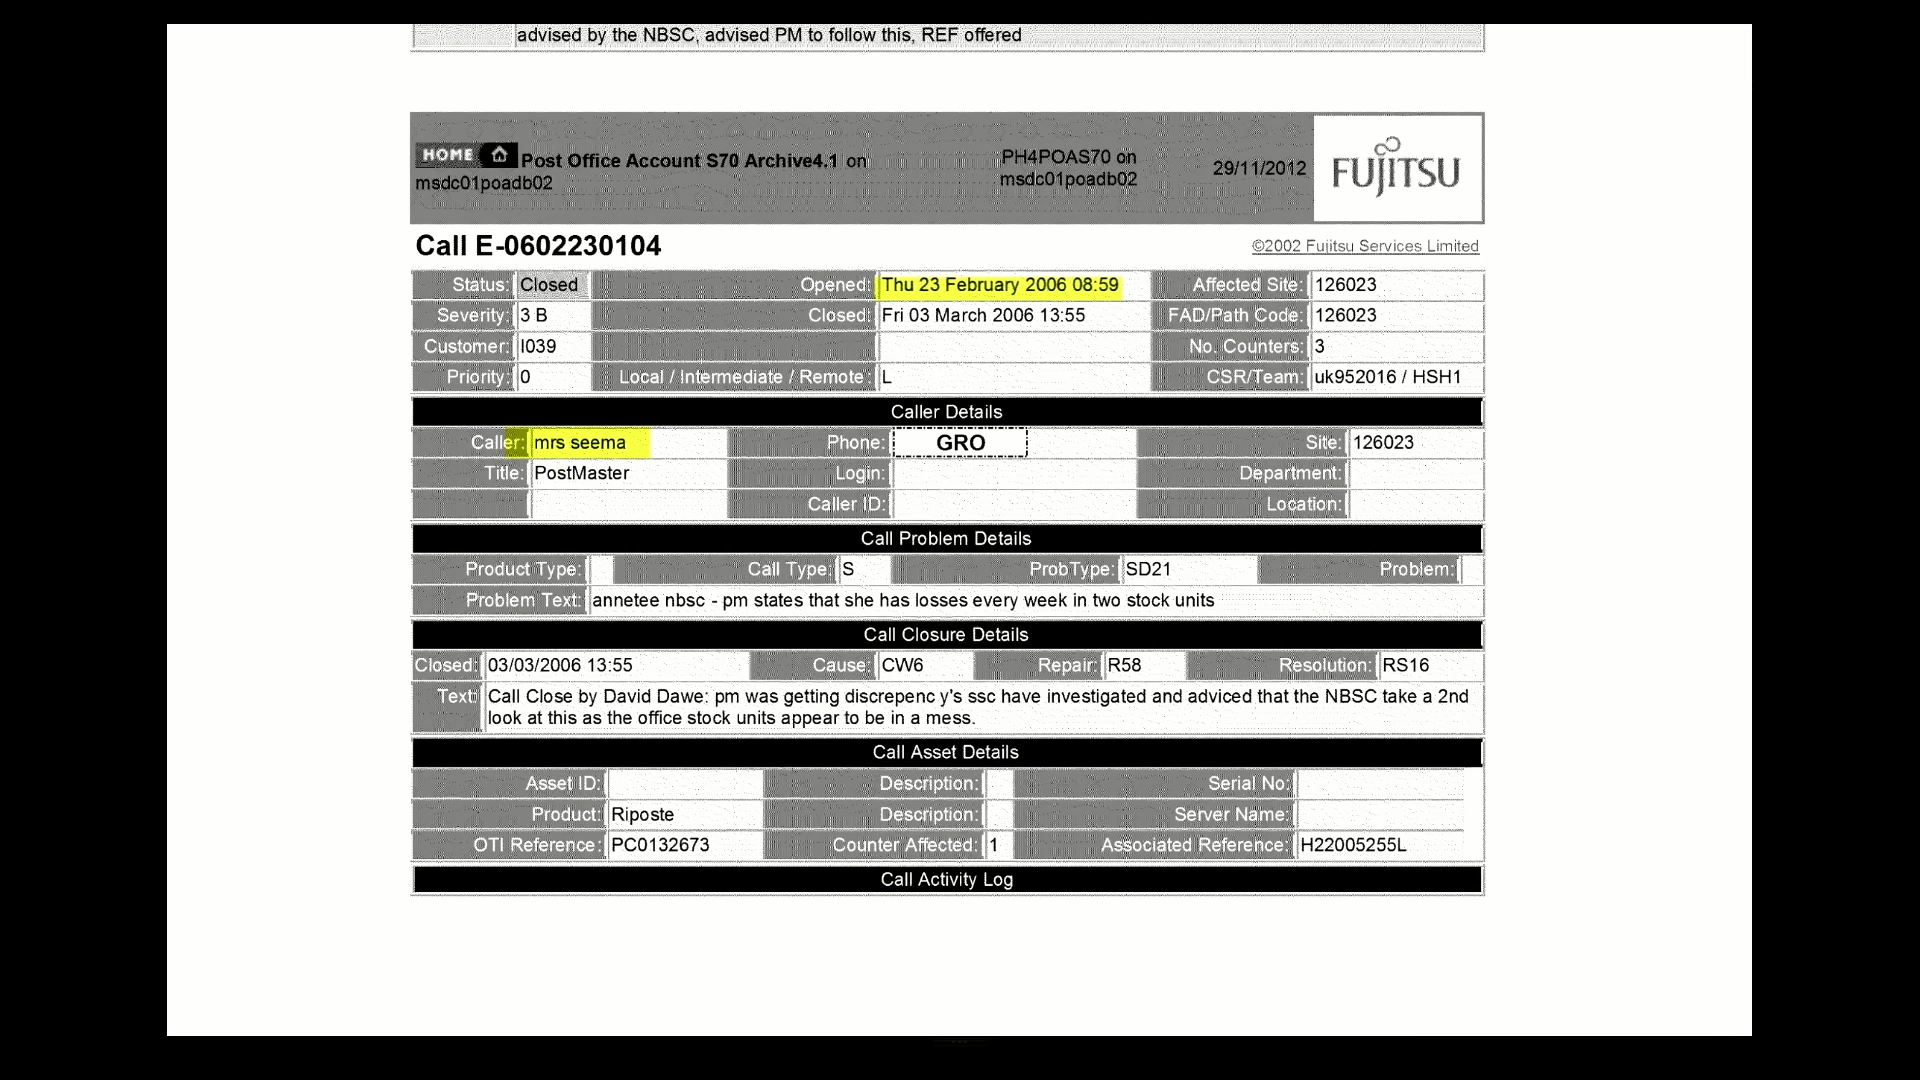 advised by the NBSC, advised PM to follow this, REF offered
HOME Post Office Account S70 Archive4.1 on msdc01poadb02
PH4POAS70 on msdc01poadb02
29/11/2012
FUJITSU
Call E-0602230104
©2002 Fujitsu Services Limited
Status: Closed Opened: Thu 23 February 2006 08:59 Affected Site: 126023
Severity: 3 B Closed: Fri 03 March 2006 13:55 FAD/Path Code: 126023
Customer: I039 No. Counters: 3
Priority: 0 Local / Intermediate / Remote : L CSR/Team: uk952016 / HSH1
Caller Details
Caller: mrs seema Phone: GRO Site: 126023
Title: PostMaster Login: Department:
Caller ID: Location:
Call Problem Details
Product Type: Call Type: S ProbType: SD21 Problem:
Problem Text: annetee nbsc - pm states that she has losses every week in two stock units
Call Closure Details
Closed: 03/03/2006 13:55 Cause: CW6 Repair: R58 Resolution: RS16
Text: Call Close by David Dawe: pm was getting discrepenc y's ssc have investigated and adviced that the NBSC take a 2nd
look at this as the office stock units appear to be in a mess.
Call Asset Details
Asset ID: Description: Serial No:
Product: Riposte Description: Server Name:
OTI Reference: PC0132673 Counter Affected: 1 Associated Reference: H22005255L
Call Activity Log